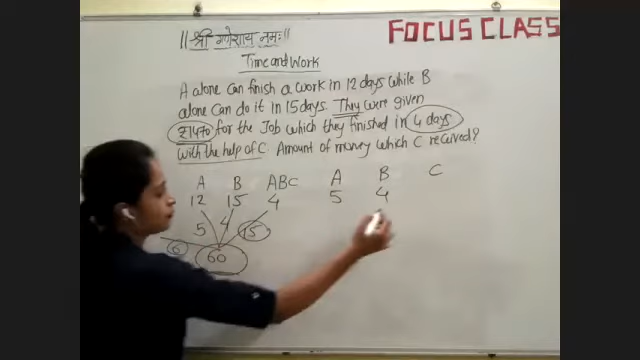 ||श्री गणेशाय नमः||
FOCUS CLASS
Time and Work
A alone can finish a work in 12 days while B
alone can do it in 15 days. They were given
₹1470 for the Job which they finished in 4 days
with the help of C. Amount of money which C received?
A B ABC A B C
12 15 4 5 4
5 4 15
6 60